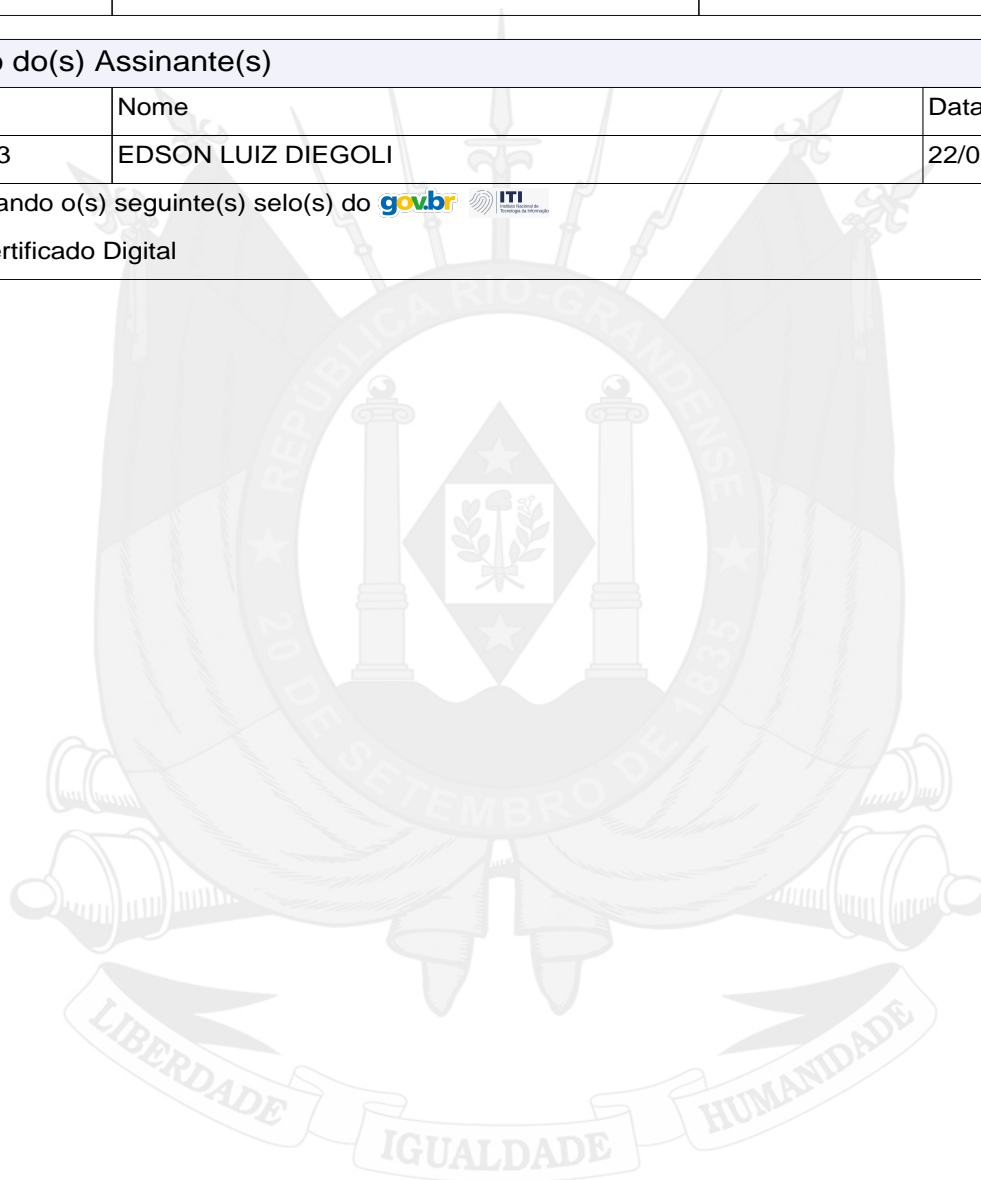 o do(s) Assinante(s)
Nome
Data
3
EDSON LUIZ DIEGOLI
22/0
ando o(s) seguinte(s) selo(s) do gov.br ITI
rtificado Digital
REPÚBLICA RIO-GRANDENSE
20 DE SETEMBRO DE 1835
LIBERDADE
IGUALDADE
HUMANIDADE